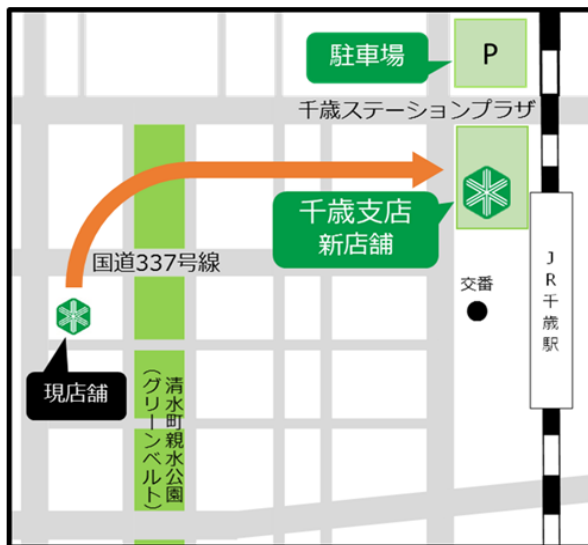 駐車場
P
千歳ステーションプラザ
千歳支店
新店舗
国道337号線
交番
JR千歳駅
現店舗
清水町親水公園
(グリーンベルト)